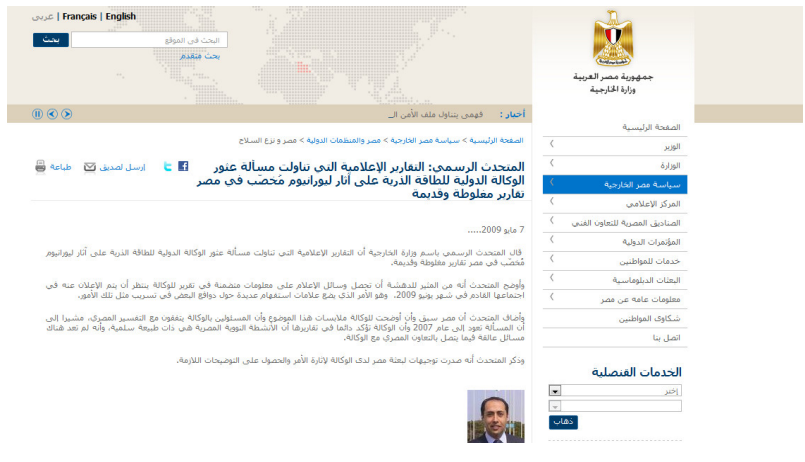 عربي | Français | English
البحث في الموقع
بحث
بحث متقدم
جمهورية مصر العربية
وزارة الخارجية
أخبار : فهمى يتناول ملف الأمن الــ
الصفحة الرئيسية > سياسة مصر الخارجية > مصر والمنظمات الدولية > مصر و نزع السلاح
المتحدث الرسمي: التقارير الإعلامية التي تناولت مسألة عثور
الوكالة الدولية للطاقة الذرية على آثار ليورانيوم مُخصّب في مصر
تقارير مغلوطة وقديمة
إرسل لصديق
طباعة
7 مايو 2009.....
قال المتحدث الرسمي باسم وزارة الخارجية أن التقارير الإعلامية التي تناولت مسألة عثور الوكالة الدولية للطاقة الذرية على آثار ليورانيوم
مُخصّب في مصر تقارير مغلوطة وقديمة.
وأوضح المتحدث أنه من المثير للدهشة أن تحصل وسائل الإعلام على معلومات متضمنة في تقرير للوكالة ينتظر أن يتم الإعلان عنه في
اجتماعها القادم في شهر يونيو 2009. وهو الأمر الذي يضع علامات استفهام عديدة حول دوافع البعض في تسريب مثل تلك الأمور.
وأضاف المتحدث أن مصر سبق وأن أوضحت للوكالة ملابسات هذا الموضوع وأن المسئولين بالوكالة يتفقون مع التفسير المصري، مشيرا إلى
أن المسألة تعود إلى عام 2007 وأن الوكالة تؤكد دائما في تقاريرها أن الأنشطة النووية المصرية هي ذات طبيعة سلمية، وأنه لم تعد هناك
مسائل عالقة فيما يتصل بالتعاون المصري مع الوكالة.
وذكر المتحدث أنه صدرت توجيهات لبعثة مصر لدى الوكالة لإثارة الأمر والحصول على التوضيحات اللازمة.
الصفحة الرئيسية
الوزير
الوزارة
سياسة مصر الخارجية
المركز الإعلامي
الصناديق المصرية للتعاون الفني
المؤتمرات الدولية
خدمات للمواطنين
البعثات الدبلوماسية
معلومات عامه عن مصر
شكاوى المواطنين
اتصل بنا
الخدمات القنصلية
إختر
ذهاب